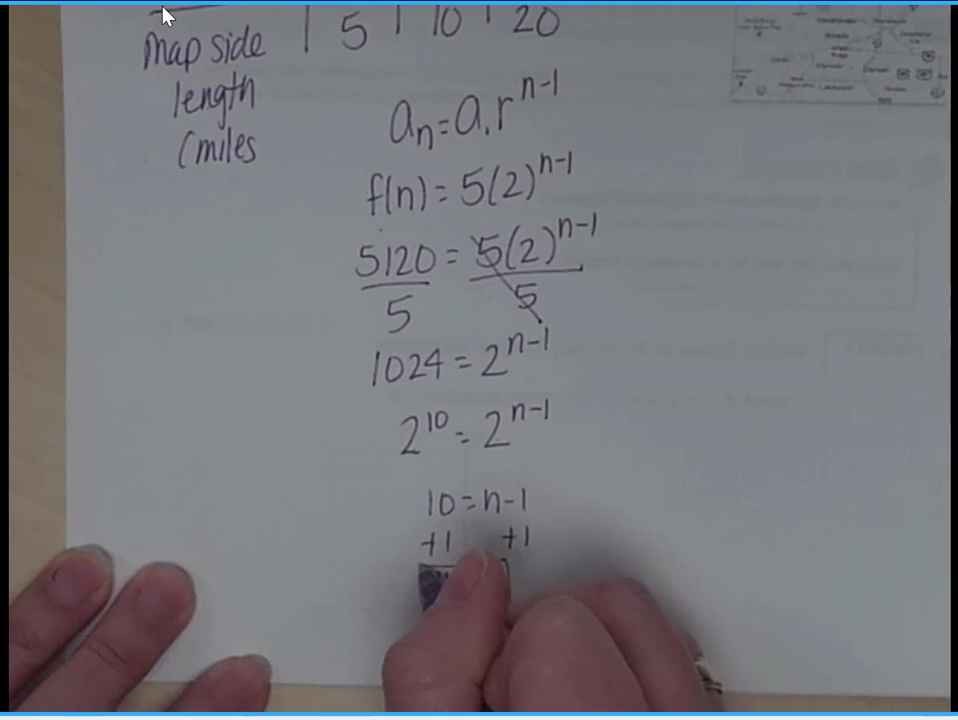 map side | 5 | 10 | 20
length
(miles
aₙ = a₁rⁿ⁻¹
f(n) = 5(2)ⁿ⁻¹
5120 = 5(2)ⁿ⁻¹
5 5
1024 = 2ⁿ⁻¹
2¹⁰ = 2ⁿ⁻¹
10 = n-1
+1 +1